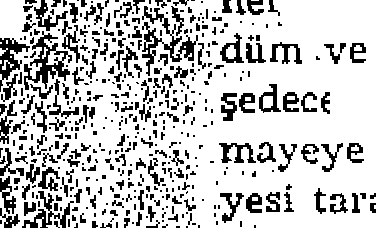 düm ve
şedece
mayeye
yesi tara